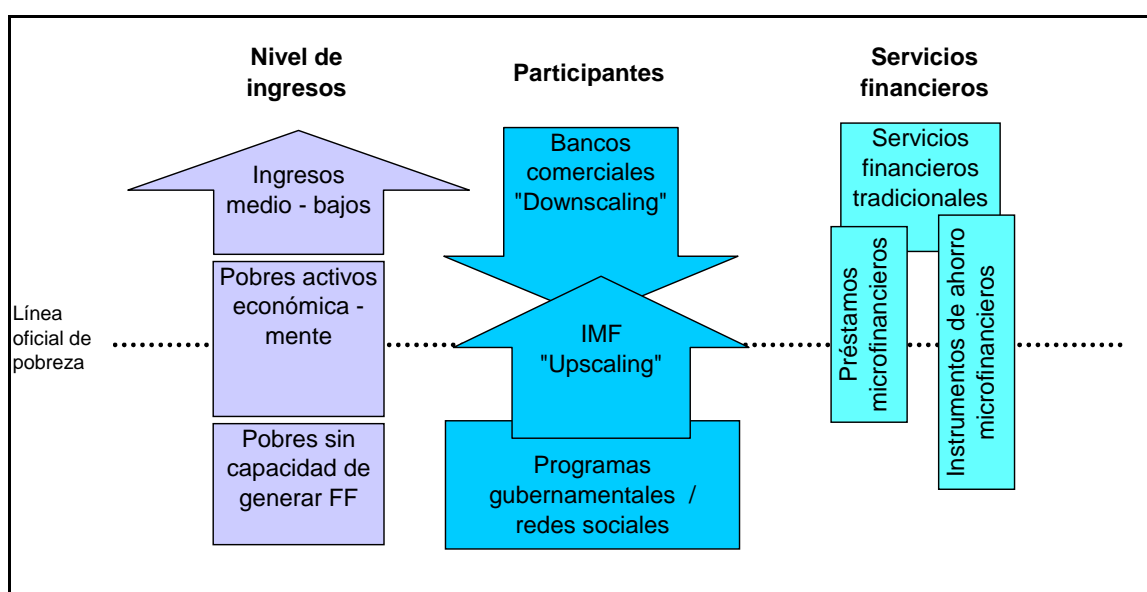 Nivel de
ingresos
Participantes
Servicios
financieros
Ingresos
medio - bajos
Pobres activos
económica -
mente
Pobres sin
capacidad de
generar FF
Línea
oficial de
pobreza
Bancos
comerciales
"Downscaling"
IMF
"Upscaling"
Programas
gubernamentales /
redes sociales
Servicios
financieros
tradicionales
Préstamos
microfinancieros
Instrumentos de ahorro
microfinancieros